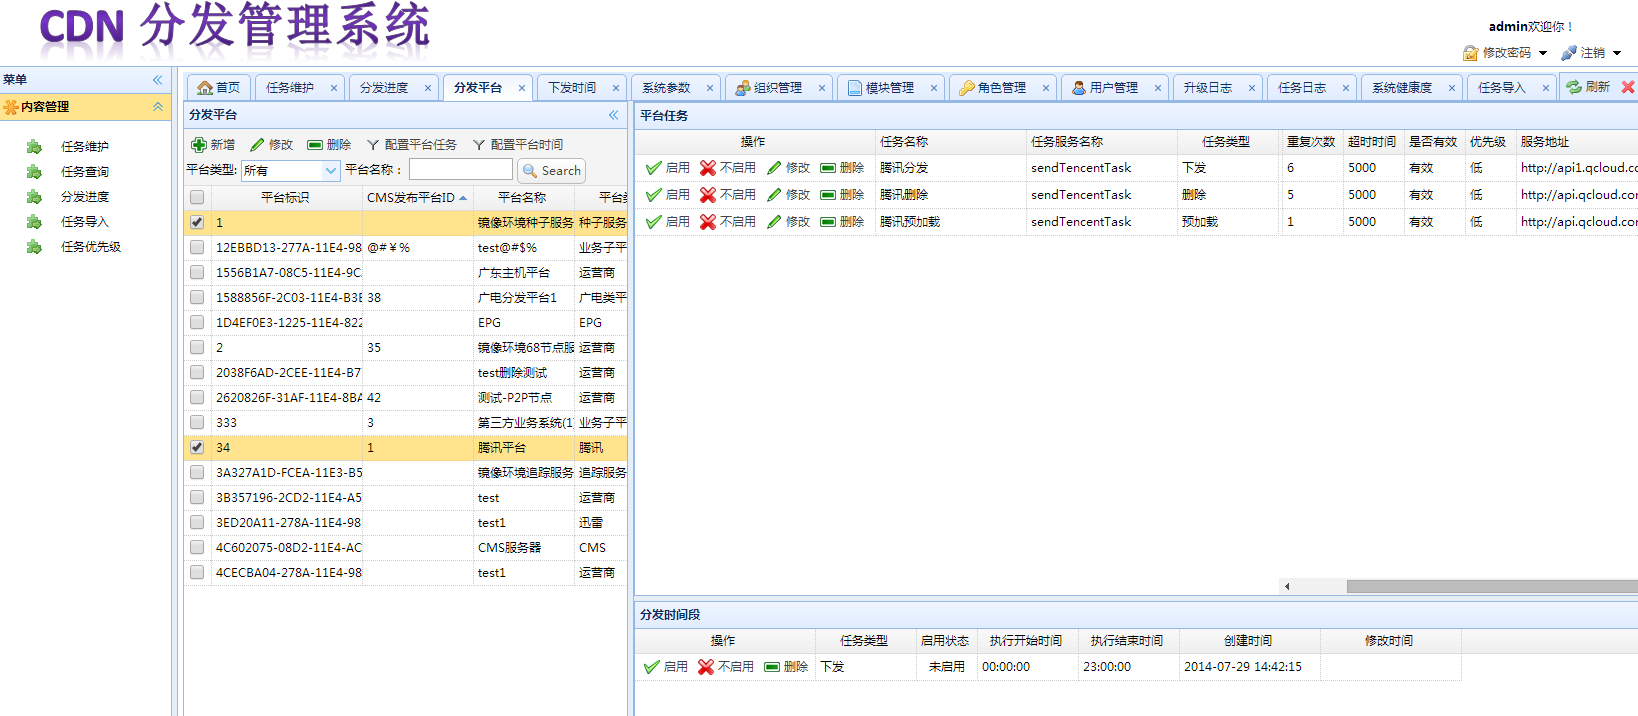 CDN 分发管理系统
admin欢迎你！
修改密码 注销
菜单
内容管理
任务维护
任务查询
分发进度
任务导入
任务优先级
首页 任务维护 分发进度 分发平台 下发时间 系统参数 组织管理 模块管理 角色管理 用户管理 升级日志 任务日志 系统健康度 任务导入 刷新
分发平台
新增 修改 删除 配置平台任务 配置平台时间
平台类型: 所有 平台名称： Search
平台标识 CMS发布平台ID 平台名称 平台
1 镜像环境种子服务 种子服务
12EBBD13-277A-11E4-98 @#￥% test@#$% 业务子平
1556B1A7-08C5-11E4-9C 广东主机平台 运营商
1588856F-2C03-11E4-B3E 38 广电分发平台1 广电类平
1D4EF0E3-1225-11E4-822 EPG EPG
2 35 镜像环境68节点服 运营商
2038F6AD-2CEE-11E4-B7 test删除测试 运营商
2620826F-31AF-11E4-8BA 42 测试-P2P节点 运营商
333 3 第三方业务系统(1 业务子平
34 1 腾讯平台 腾讯
3A327A1D-FCEA-11E3-B5 镜像环境追踪服务 追踪服务
3B357196-2CD2-11E4-A5 test 运营商
3ED20A11-278A-11E4-98 test1 迅雷
4C602075-08D2-11E4-AC CMS服务器 CMS
4CECBA04-278A-11E4-98 test1 运营商
平台任务
操作 任务名称 任务服务名称 任务类型 重复次数 超时时间 是否有效 优先级 服务地址
启用 不启用 修改 删除 腾讯分发 sendTencentTask 下发 6 5000 有效 低 http://api1.qcloud.co
启用 不启用 修改 删除 腾讯删除 sendTencentTask 删除 5 5000 有效 低 http://api.qcloud.cor
启用 不启用 修改 删除 腾讯预加载 sendTencentTask 预加载 1 5000 有效 低 http://api.qcloud.cor
分发时间段
操作 任务类型 启用状态 执行开始时间 执行结束时间 创建时间 修改时间
启用 不启用 删除 下发 未启用 00:00:00 23:00:00 2014-07-29 14:42:15